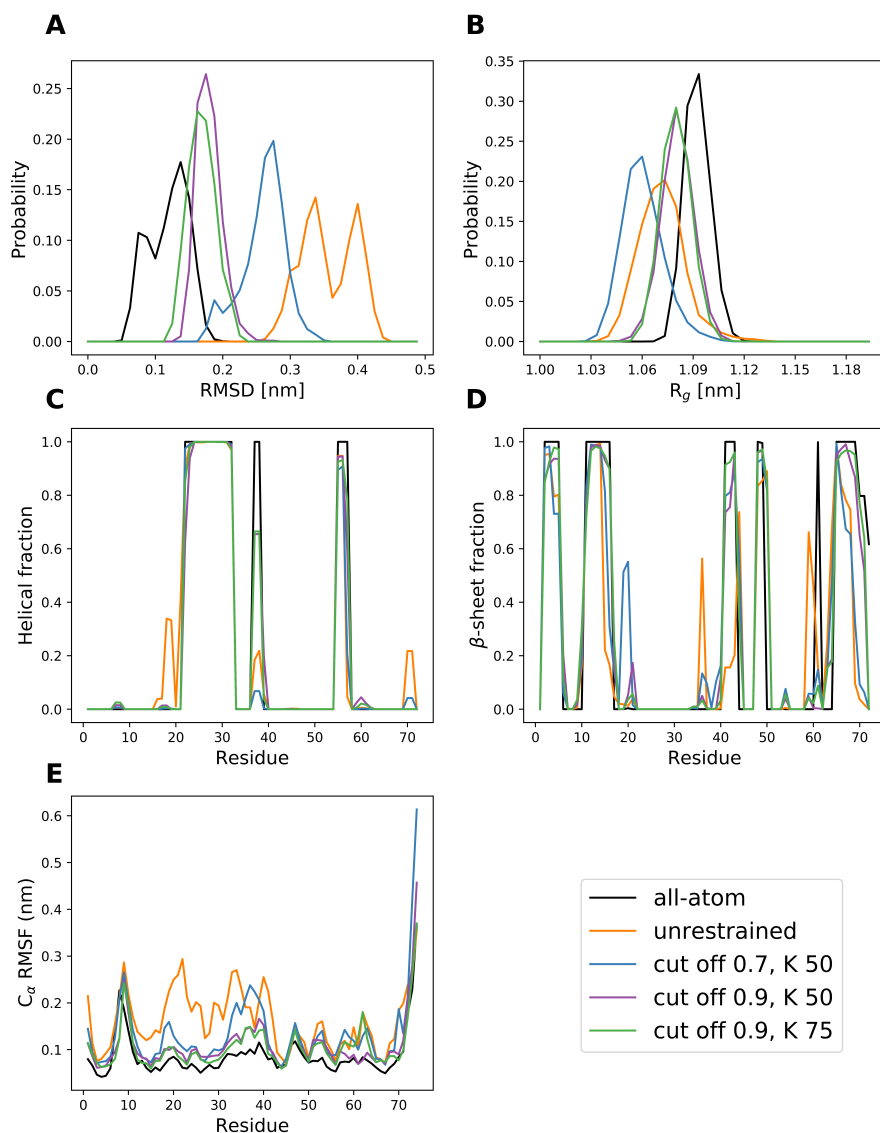 A
B
0.25
0.20
0.15
0.10
0.05
0.00
Probability
0.0 0.1 0.2 0.3 0.4 0.5
RMSD [nm]
0.35
0.30
0.25
0.20
0.15
0.10
0.05
0.00
Probability
1.00 1.03 1.06 1.09 1.12 1.15 1.18
Rg [nm]
C
D
1.0
0.8
0.6
0.4
0.2
0.0
Helical fraction
0 10 20 30 40 50 60 70
Residue
1.0
0.8
0.6
0.4
0.2
0.0
β-sheet fraction
0 10 20 30 40 50 60 70
Residue
E
0.6
0.5
0.4
0.3
0.2
0.1
Cα RMSF (nm)
0 10 20 30 40 50 60 70
Residue
all-atom
unrestrained
cut off 0.7, K 50
cut off 0.9, K 50
cut off 0.9, K 75